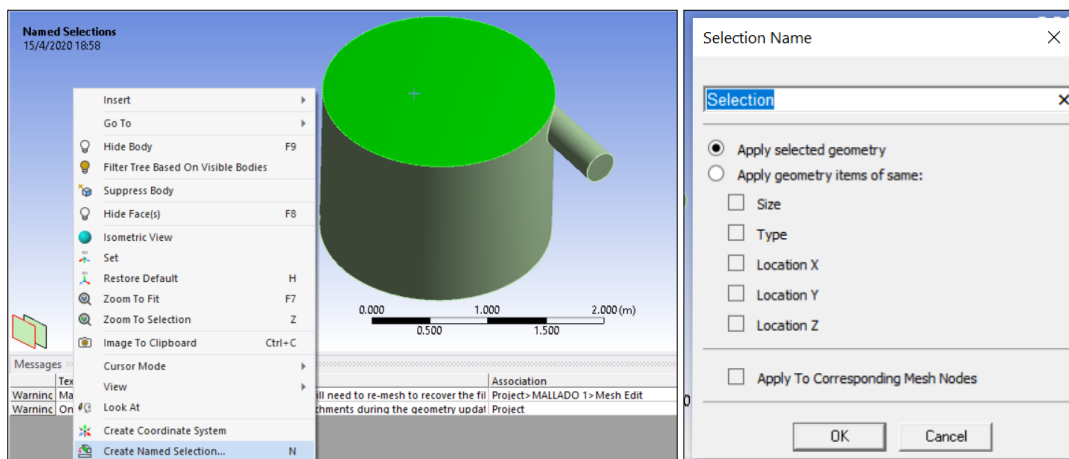 Named Selections
15/4/2020 18:58
Insert
Go To
Hide Body F9
Filter Tree Based On Visible Bodies
Suppress Body
Hide Face(s) F8
Isometric View
Set
Restore Default H
Zoom To Fit F7
Zoom To Selection Z
Image To Clipboard Ctrl+C
Cursor Mode
View
Look At
Create Coordinate System
Create Named Selection... N
0.000 1.000 2.000 (m)
0.500 1.500
Messages
Association
ill need to re-mesh to recover the fil Project>MALLADO 1>Mesh Edit
chments during the geometry updat Project
Selection Name
Selection
Apply selected geometry
Apply geometry items of same:
Size
Type
Location X
Location Y
Location Z
Apply To Corresponding Mesh Nodes
OK Cancel